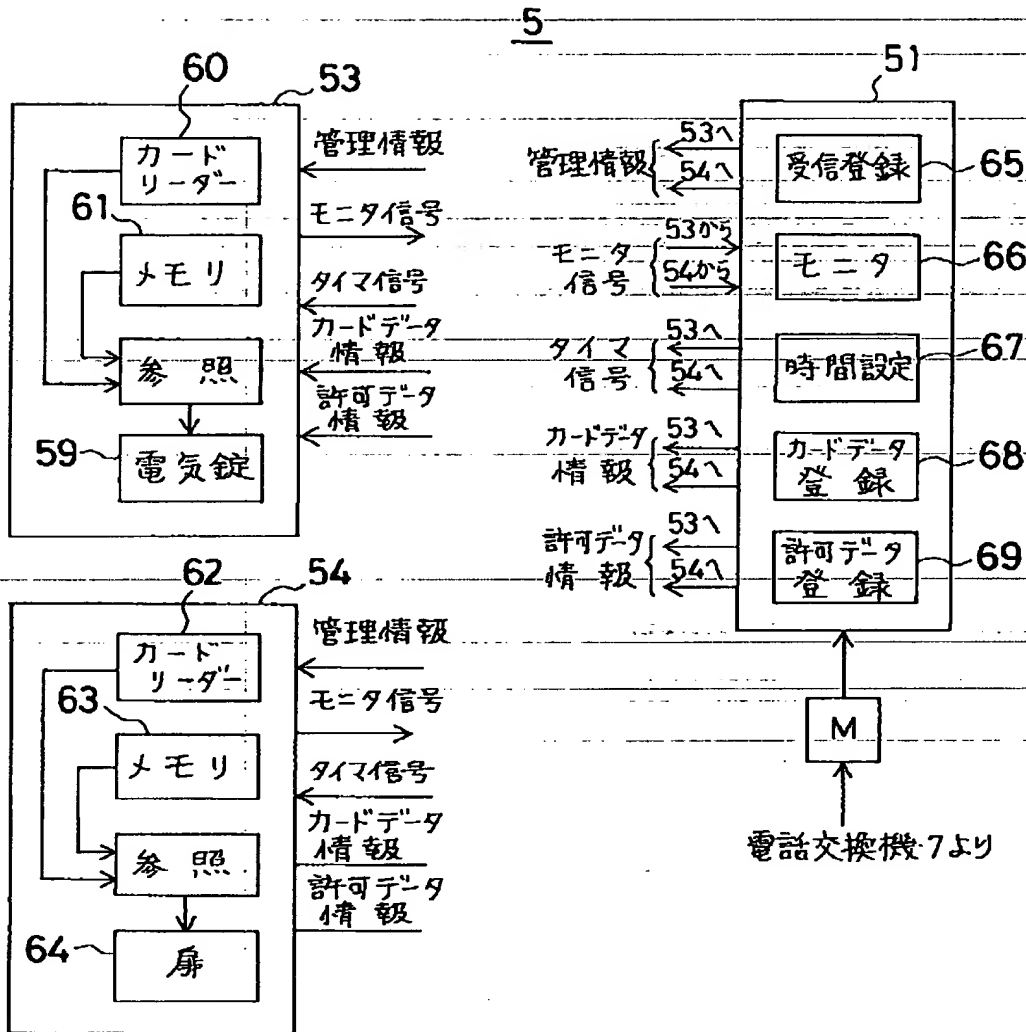 5
60
53
カード
リーダー
管理情報
61
モニタ信号
メモリ
タイマ信号
カードデータ
情報
参照
許可データ
情報
59
電気錠
62
54
カード
リーダー
管理情報
63
モニタ信号
メモリ
タイマ信号
カードデータ
情報
参照
許可データ
情報
64
扉
51
管理情報
53へ
54へ
受信登録
65
モニタ
信号
53から
54から
モニタ
66
タイマ
信号
53へ
54へ
時間設定
67
カードデータ
情報
53へ
54へ
カードデータ
登録
68
許可データ
情報
53へ
54へ
許可データ
登録
69
M
電話交換機7より